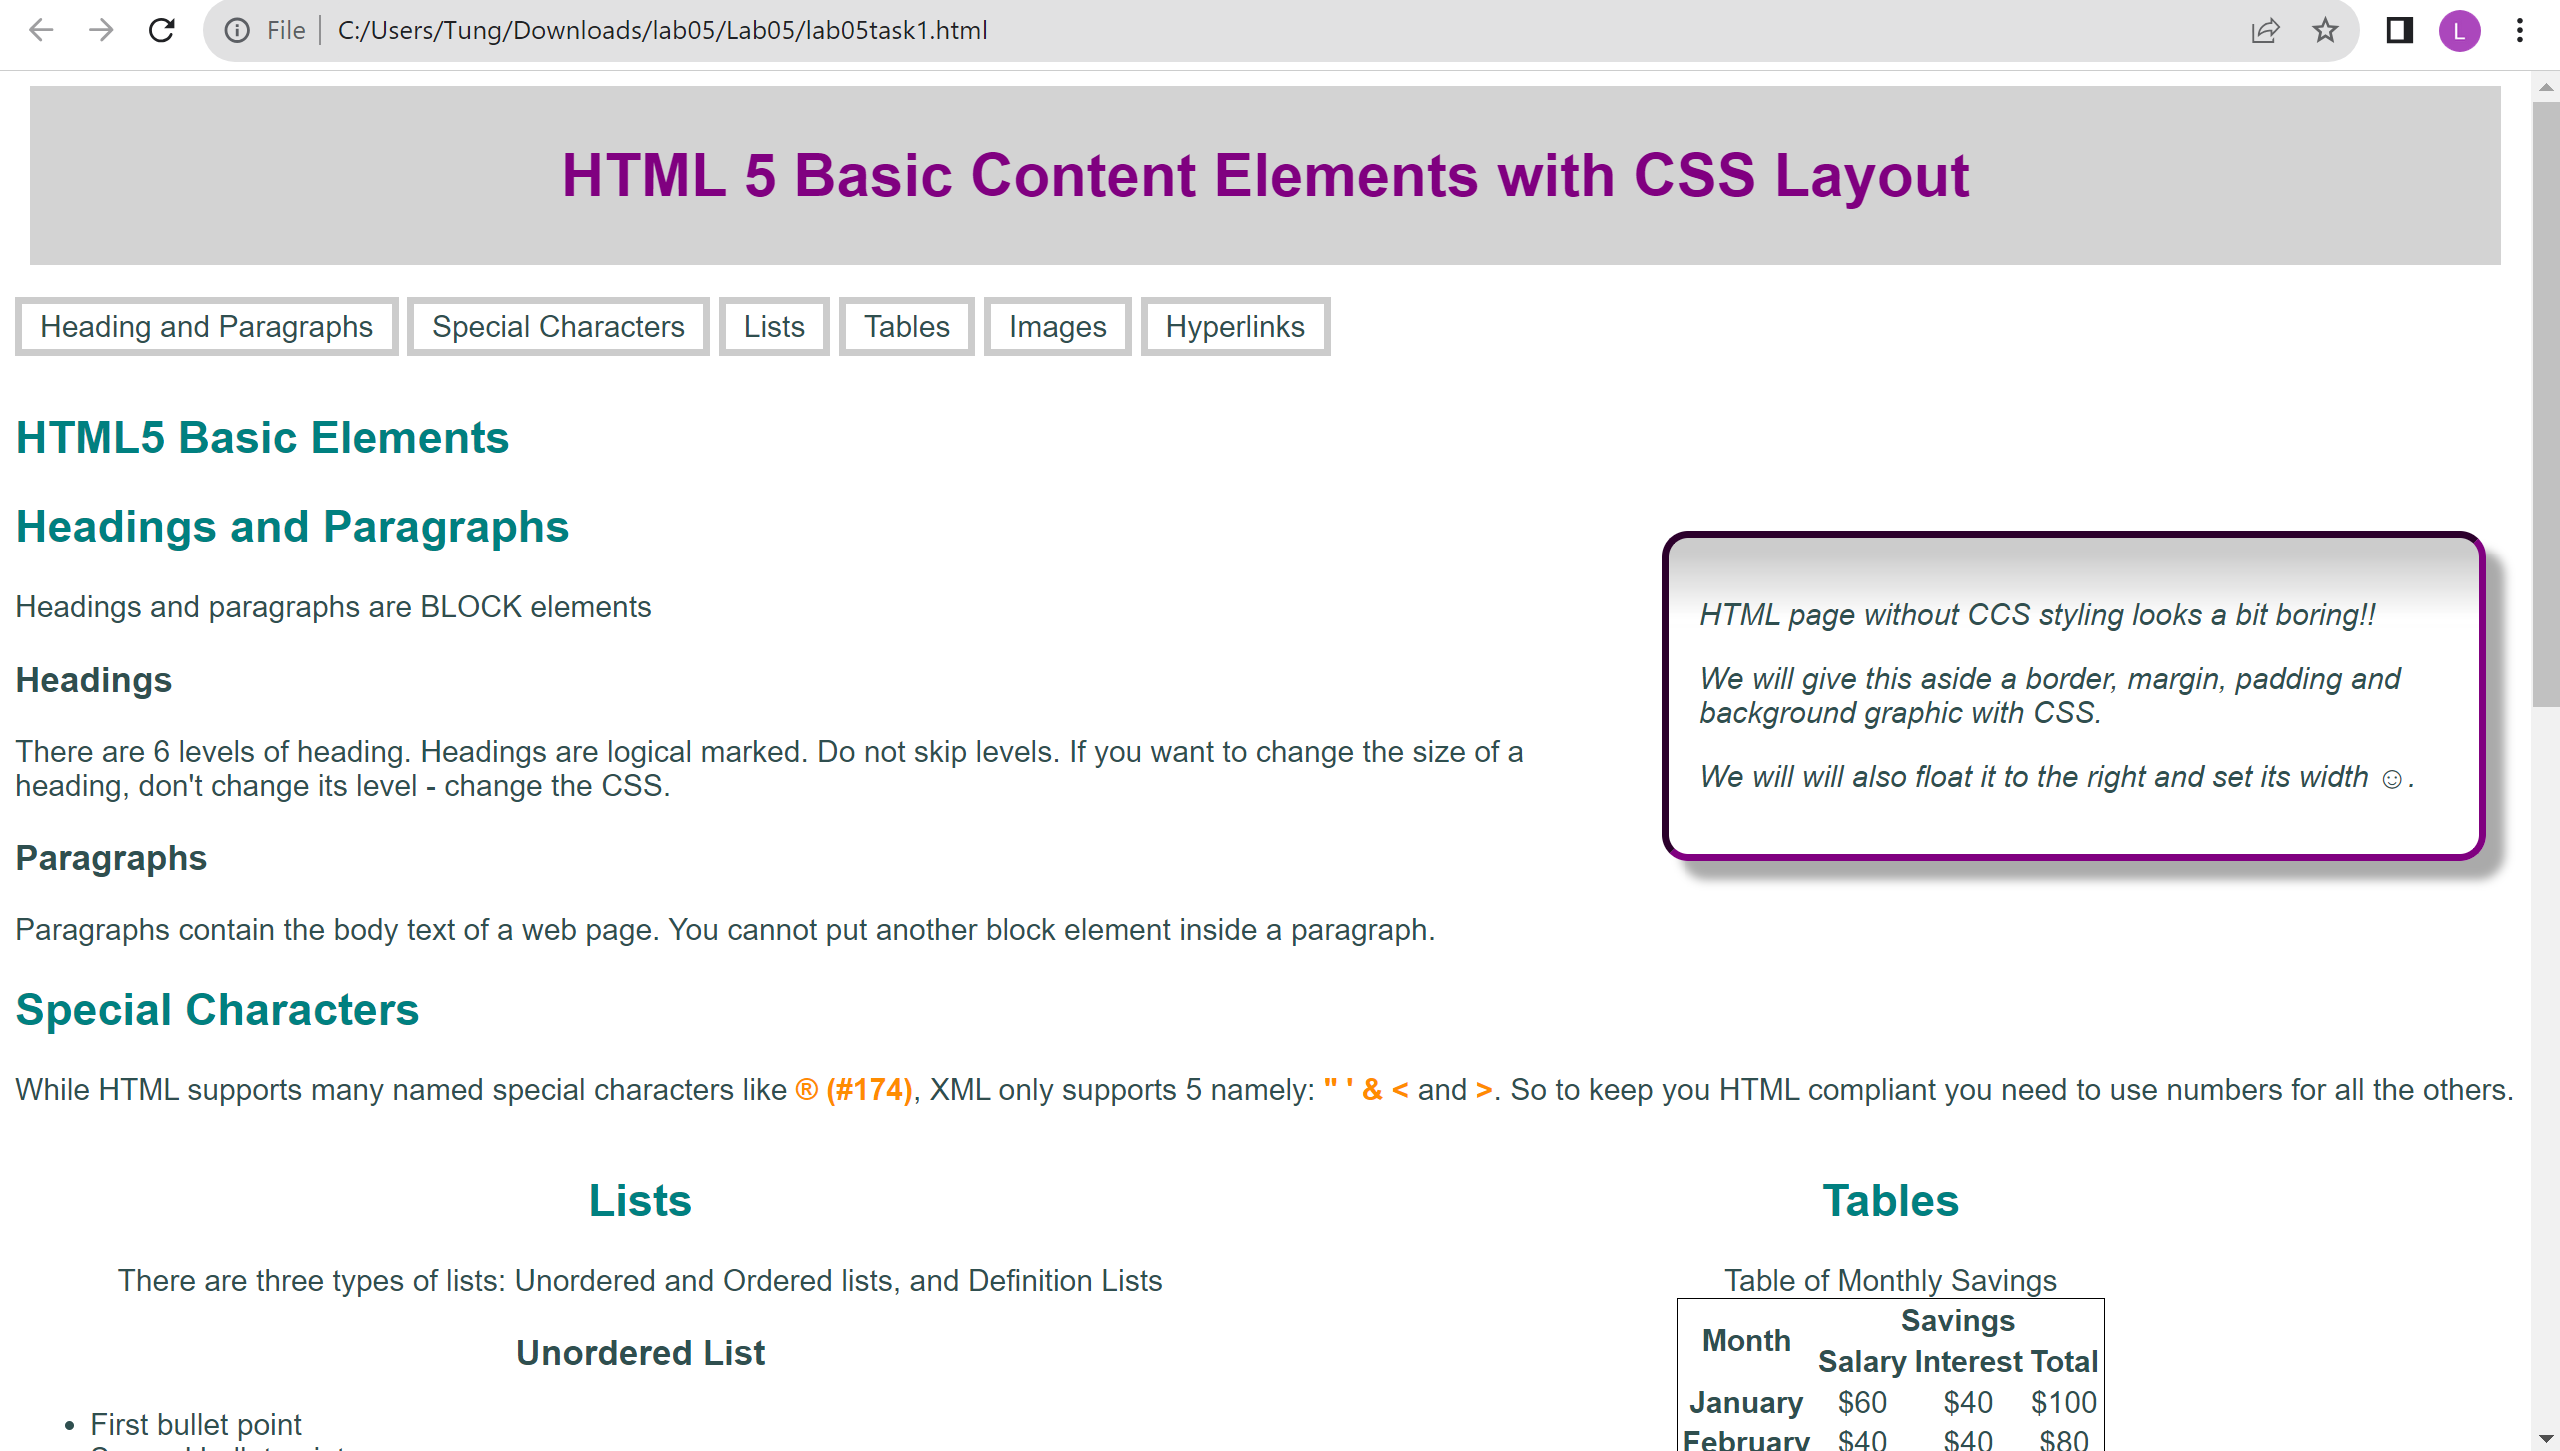 File C:/Users/Tung/Downloads/lab05/Lab05/lab05task1.html
L
HTML 5 Basic Content Elements with CSS Layout
Heading and Paragraphs Special Characters Lists Tables Images Hyperlinks
HTML5 Basic Elements
Headings and Paragraphs
Headings and paragraphs are BLOCK elements
Headings
There are 6 levels of heading. Headings are logical marked. Do not skip levels. If you want to change the size of a
heading, don't change its level - change the CSS.
Paragraphs
Paragraphs contain the body text of a web page. You cannot put another block element inside a paragraph.
HTML page without CCS styling looks a bit boring!!
We will give this aside a border, margin, padding and
background graphic with CSS.
We will will also float it to the right and set its width ☺.
Special Characters
While HTML supports many named special characters like ® (#174), XML only supports 5 namely: " ' & < and >. So to keep you HTML compliant you need to use numbers for all the others.
Lists
There are three types of lists: Unordered and Ordered lists, and Definition Lists
Unordered List
• First bullet point
Tables
Table of Monthly Savings
Month Savings
Salary Interest Total
January $60 $40 $100
February $40 $40 $80